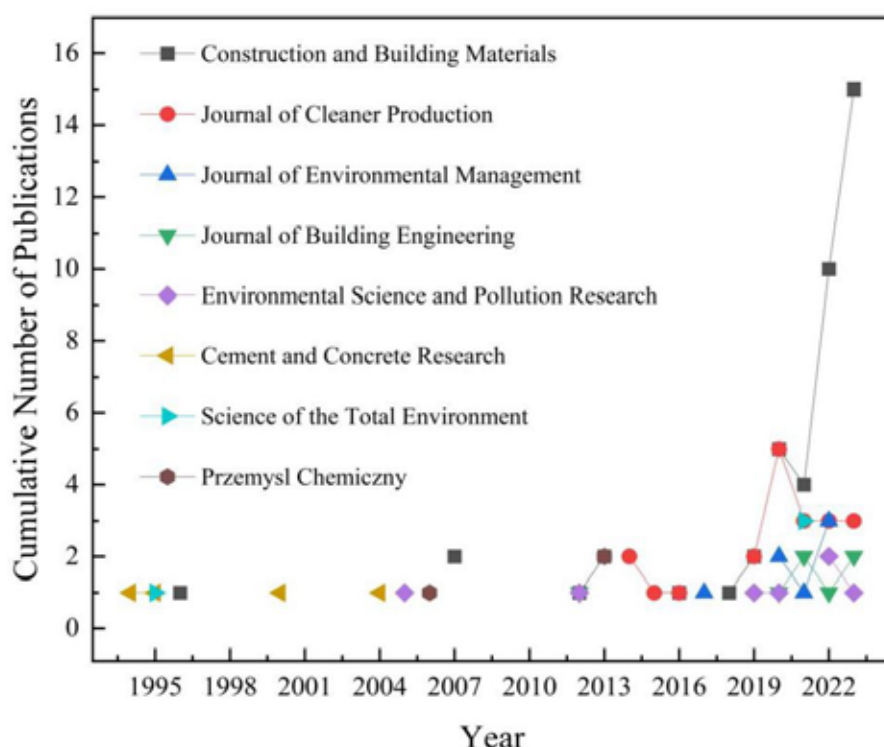 Cumulative Number of Publications
16
14
12
10
8
6
4
2
0
Construction and Building Materials
Journal of Cleaner Production
Journal of Environmental Management
Journal of Building Engineering
Environmental Science and Pollution Research
Cement and Concrete Research
Science of the Total Environment
Przemysl Chemiczny
1995 1998 2001 2004 2007 2010 2013 2016 2019 2022
Year